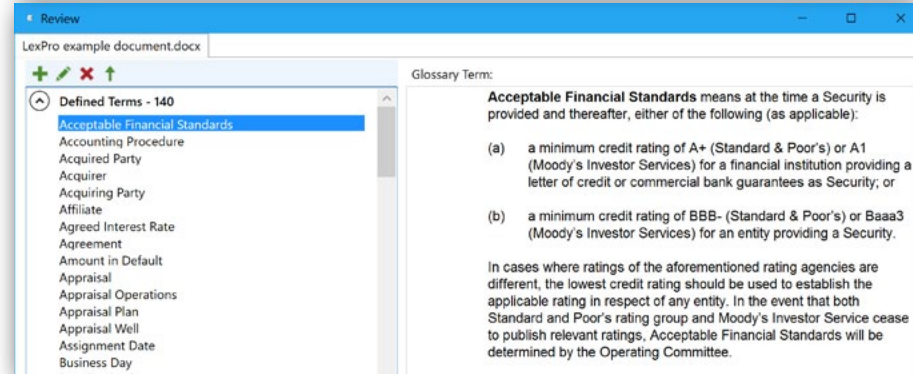 Review
LexPro example document.docx
Glossary Term:
Defined Terms - 140
Acceptable Financial Standards
Accounting Procedure
Acquired Party
Acquirer
Acquiring Party
Affiliate
Agreed Interest Rate
Agreement
Amount in Default
Appraisal
Appraisal Operations
Appraisal Plan
Appraisal Well
Assignment Date
Business Day
Acceptable Financial Standards means at the time a Security is
provided and thereafter, either of the following (as applicable):
(a) a minimum credit rating of A+ (Standard & Poor's) or A1
(Moody's Investor Services) for a financial institution providing a
letter of credit or commercial bank guarantees as Security; or
(b) a minimum credit rating of BBB- (Standard & Poor's) or Baaa3
(Moody's Investor Services) for an entity providing a Security.
In cases where ratings of the aforementioned rating agencies are
different, the lowest credit rating should be used to establish the
applicable rating in respect of any entity. In the event that both
Standard and Poor's rating group and Moody's Investor Service cease
to publish relevant ratings, Acceptable Financial Standards will be
determined by the Operating Committee.